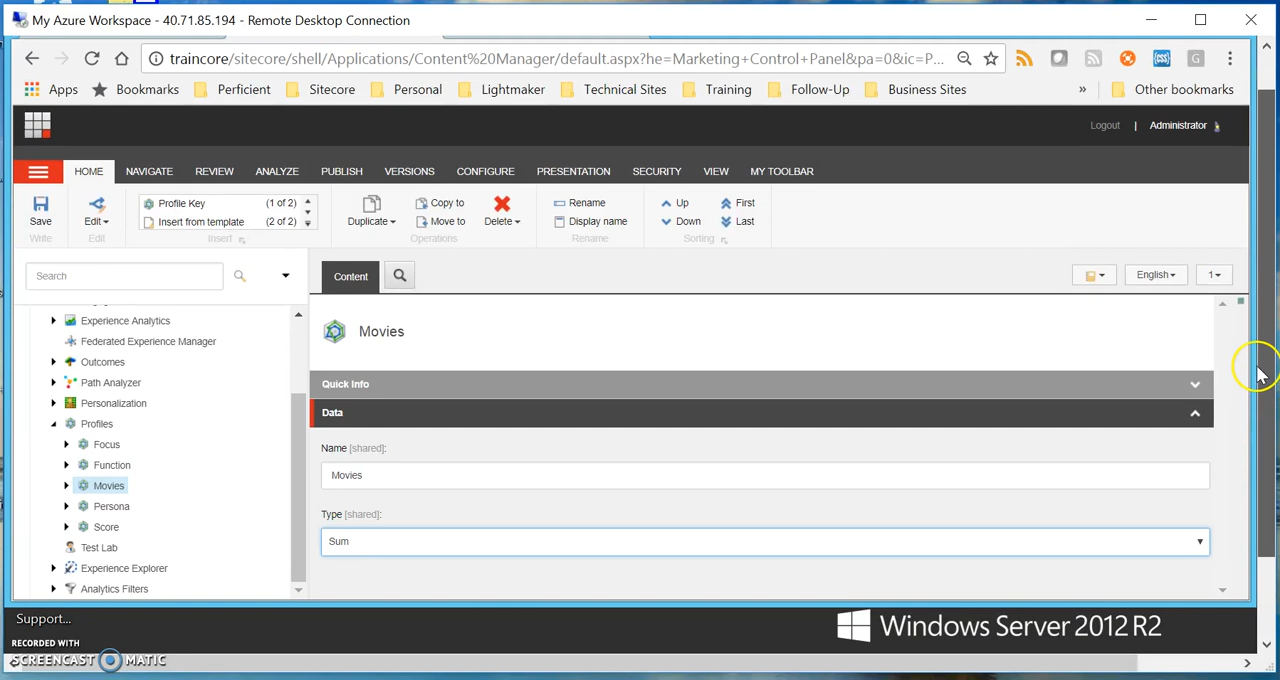 My Azure Workspace - 40.71.85.194 - Remote Desktop Connection
traincore/sitecore/shell/Applications/Content%20Manager/default.aspx?he=Marketing+Control+Panel&pa=0&ic=P...
Apps Bookmarks Perficient Sitecore Personal Lightmaker Technical Sites Training Follow-Up Business Sites » Other bookmarks
Logout | Administrator
HOME NAVIGATE REVIEW ANALYZE PUBLISH VERSIONS CONFIGURE PRESENTATION SECURITY VIEW MY TOOLBAR
Profile Key (1 of 2) Copy to Rename Up First
Save Edit Insert from template (2 of 2) Duplicate Move to Delete Display name Down Last
Write Edit Insert Operations Rename Sorting
Search Content English 1
Experience Analytics
Federated Experience Manager
Outcomes
Path Analyzer
Personalization
Profiles
Focus
Function
Movies
Persona
Score
Test Lab
Experience Explorer
Analytics Filters
Movies
Quick Info
Data
Name [shared]:
Movies
Type [shared]:
Sum
Support...
Windows Server 2012 R2
RECORDED WITH
SCREENCAST MATIC